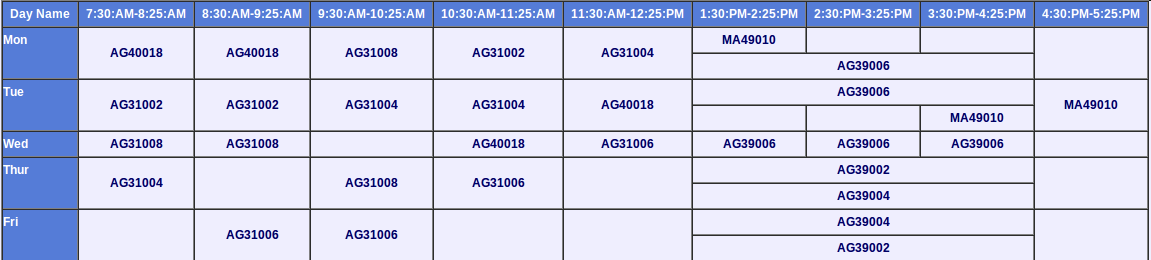 Day Name 7:30:AM-8:25:AM 8:30:AM-9:25:AM 9:30:AM-10:25:AM 10:30:AM-11:25:AM 11:30:AM-12:25:PM 1:30:PM-2:25:PM 2:30:PM-3:25:PM 3:30:PM-4:25:PM 4:30:PM-5:25:PM
Mon AG40018 AG40018 AG31008 AG31002 AG31004 MA49010
AG39006
Tue AG31002 AG31002 AG31004 AG31004 AG40018 AG39006 MA49010
MA49010
Wed AG31008 AG31008 AG40018 AG31006 AG39006 AG39006 AG39006
Thur AG31004 AG31008 AG31006 AG39002
AG39004
Fri AG31006 AG31006 AG39004
AG39002